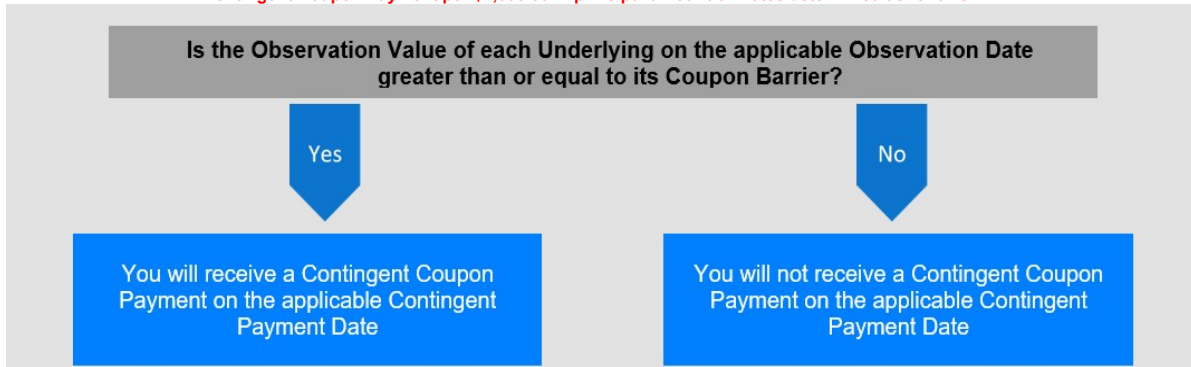 Is the Observation Value of each Underlying on the applicable Observation Date
greater than or equal to its Coupon Barrier?
Yes
No
You will receive a Contingent Coupon
Payment on the applicable Contingent
Payment Date
You will not receive a Contingent Coupon
Payment on the applicable Contingent
Payment Date